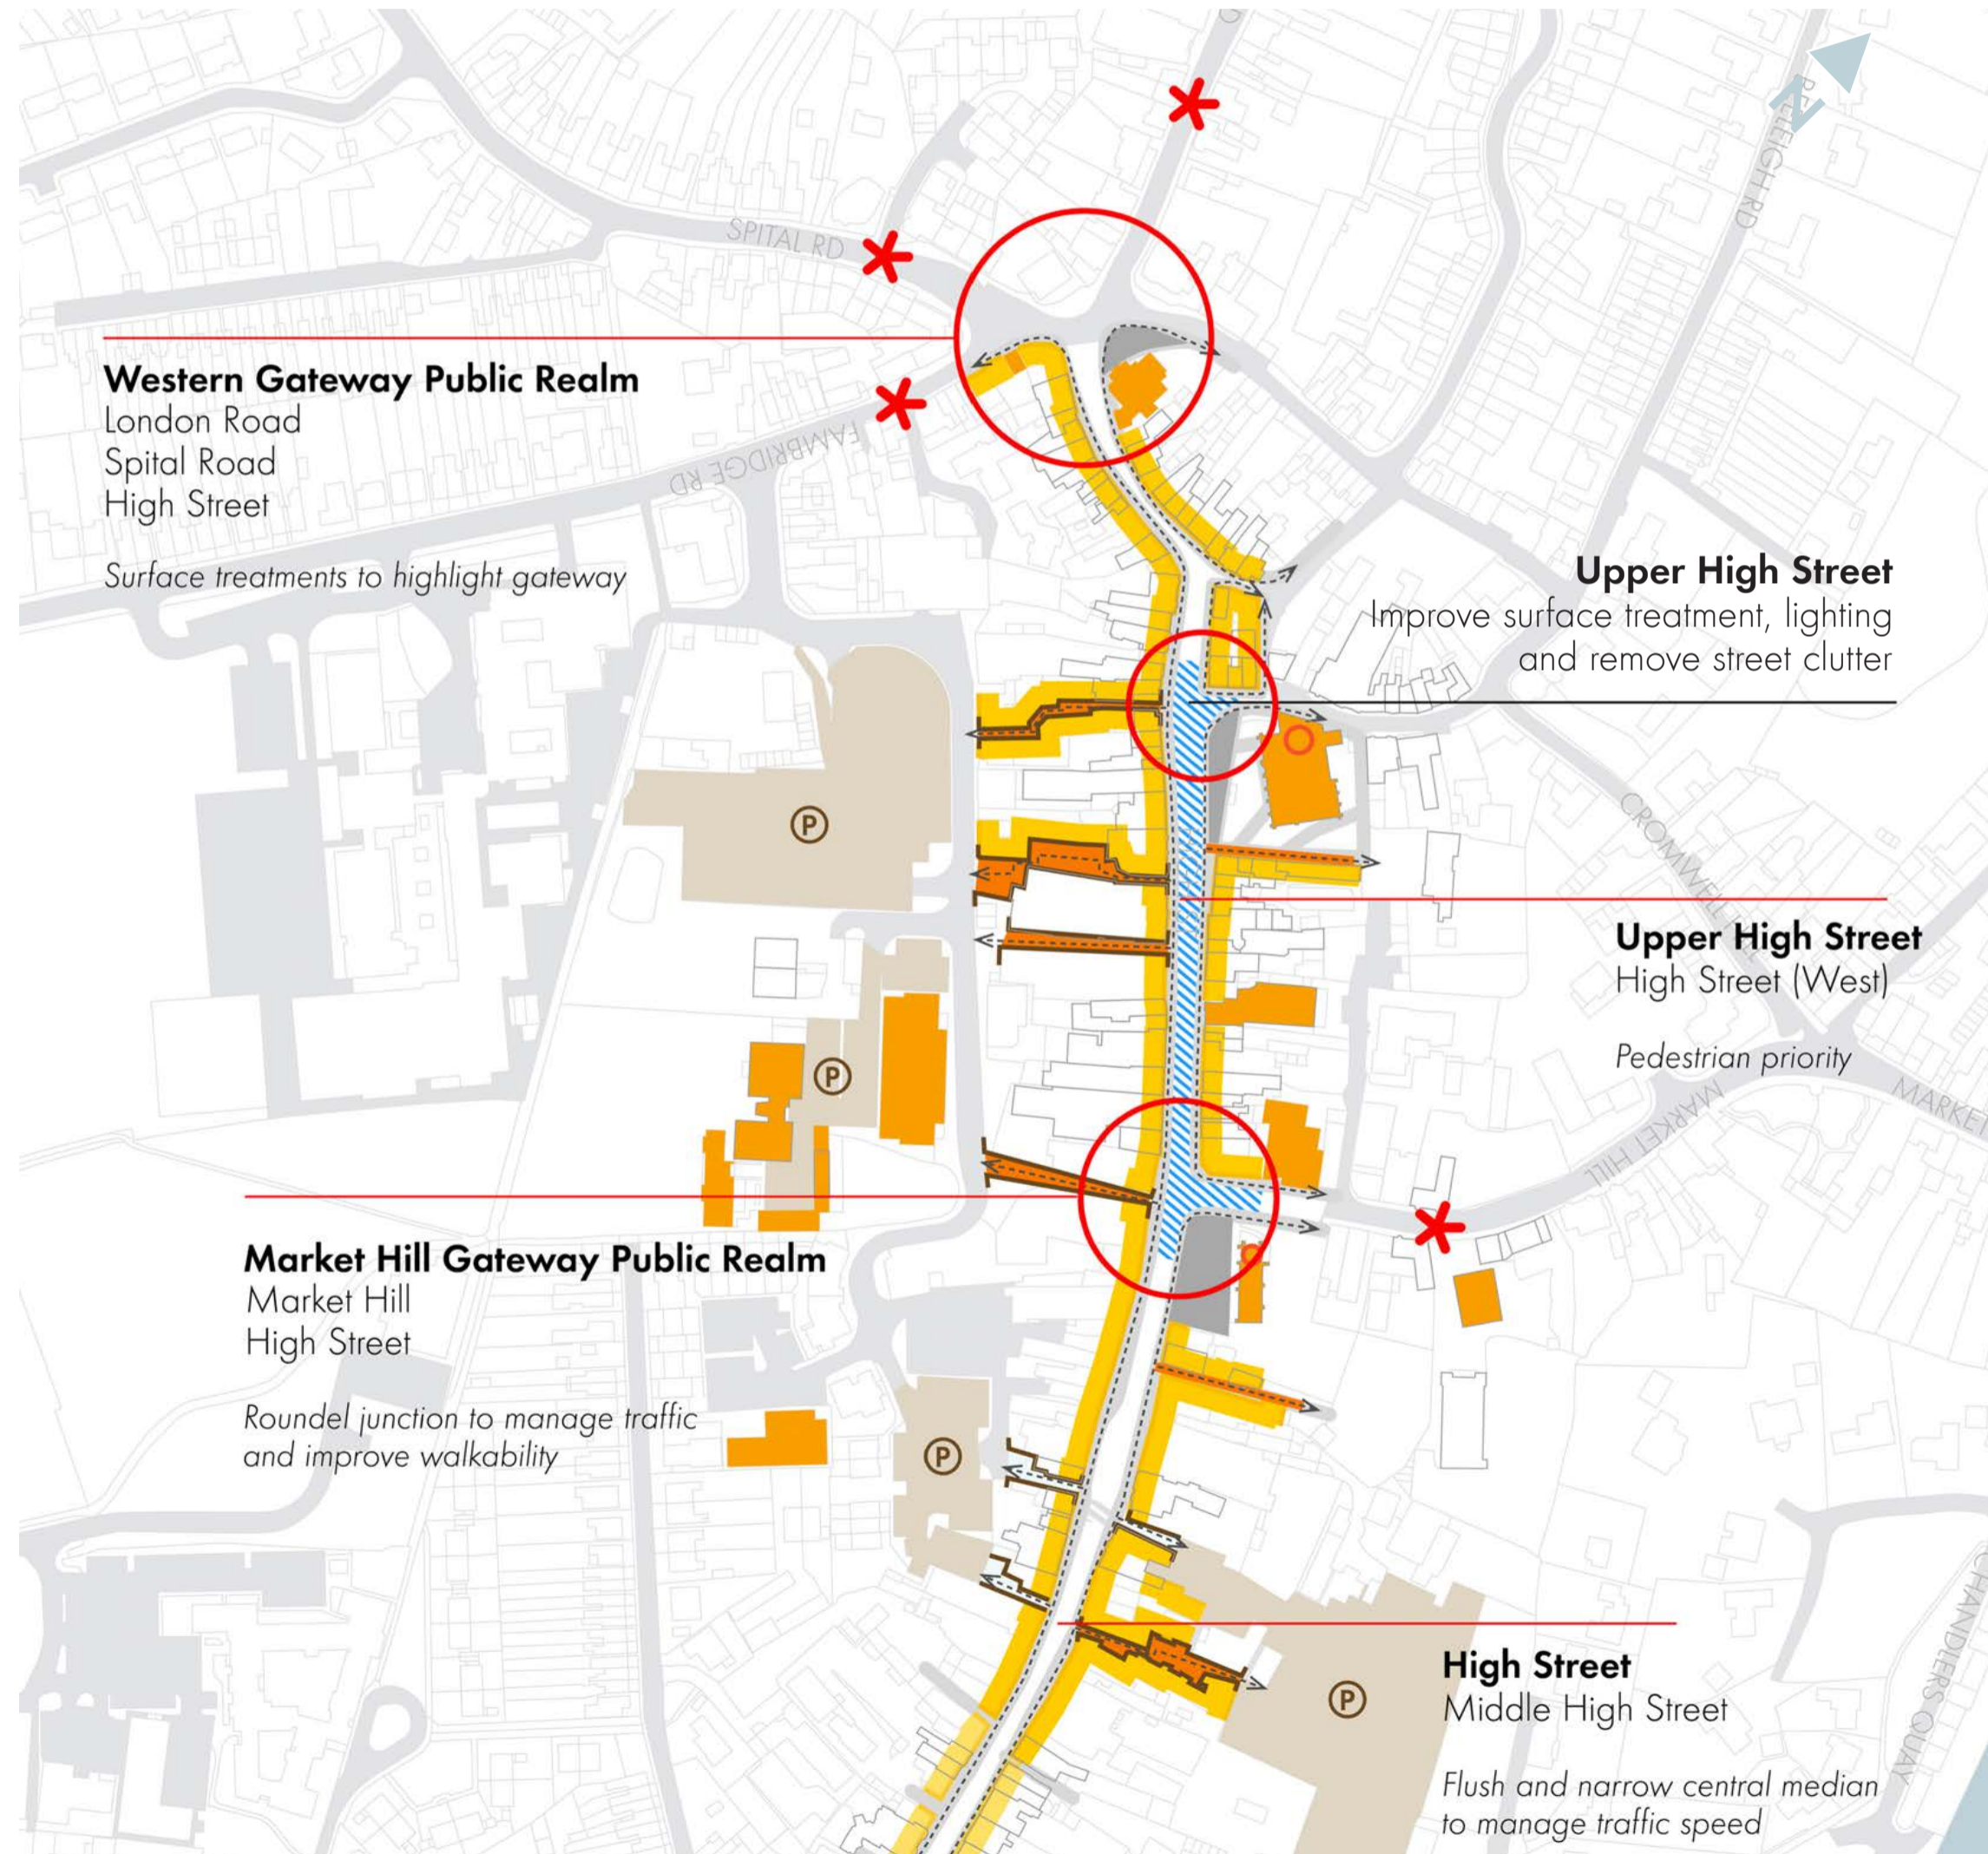 N
BEELEIGH RD
SPITAL RD
Western Gateway Public Realm
London Road
Spital Road
High Street
Surface treatments to highlight gateway
FAMBRIDGE RD
Upper High Street
Improve surface treatment, lighting
and remove street clutter
P
CROMWELL
Upper High Street
High Street (West)
Pedestrian priority
P
MARKET HILL
MARKET
Market Hill Gateway Public Realm
Market Hill
High Street
Roundel junction to manage traffic
and improve walkability
P
High Street
Middle High Street
Flush and narrow central median
to manage traffic speed
P
CHANDLERS QUAY